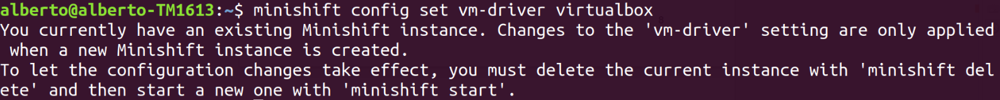 alberto@alberto-TM1613:~$ minishift config set vm-driver virtualbox
You currently have an existing Minishift instance. Changes to the 'vm-driver' setting are only applied
 when a new Minishift instance is created.
To let the configuration changes take effect, you must delete the current instance with 'minishift del
ete' and then start a new one with 'minishift start'.